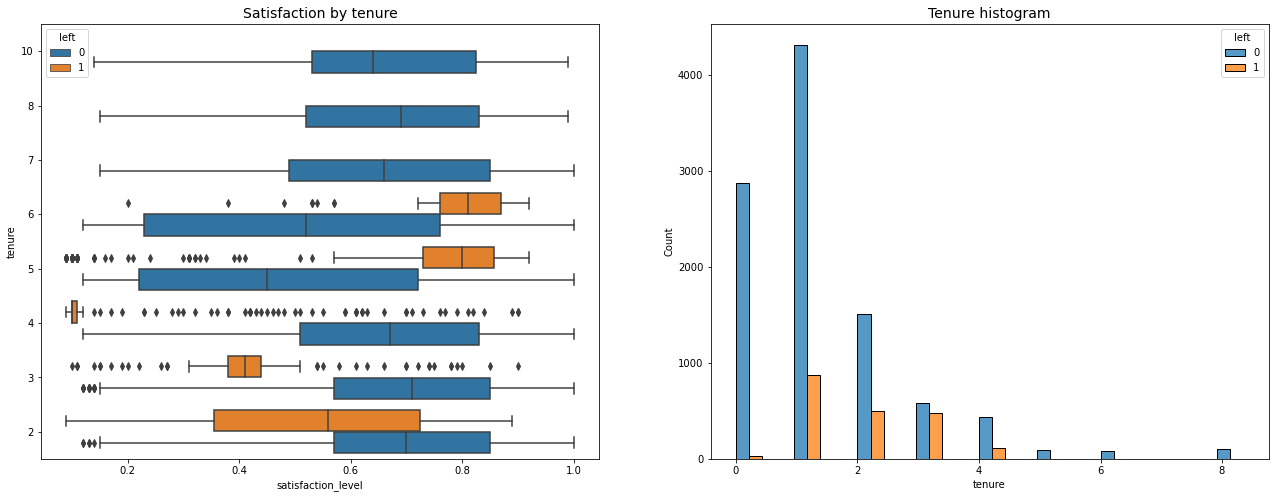 Satisfaction by tenure
left
0
1
tenure
10
8
7
6
5
4
3
2
0.2 0.4 0.6 0.8 1.0
satisfaction_level
Tenure histogram
left
0
1
Count
4000
3000
2000
1000
0
0 2 4 6 8
tenure